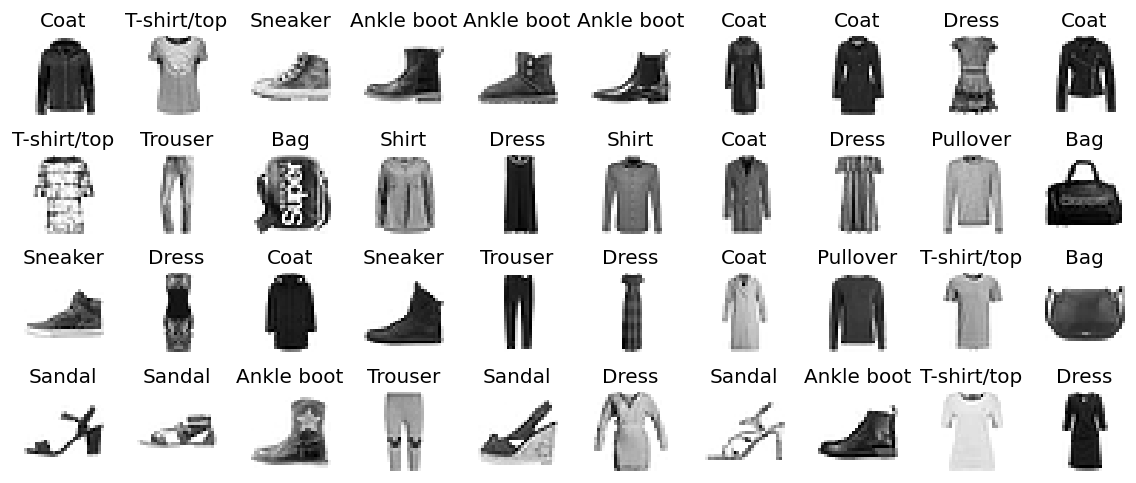 Coat T-shirt/top Sneaker Ankle boot Ankle boot Ankle boot Coat Coat Dress Coat
T-shirt/top Trouser Bag Shirt Dress Shirt Coat Dress Pullover Bag
Sneaker Dress Coat Sneaker Trouser Dress Coat Pullover T-shirt/top Bag
Sandal Sandal Ankle boot Trouser Sandal Dress Sandal Ankle boot T-shirt/top Dress